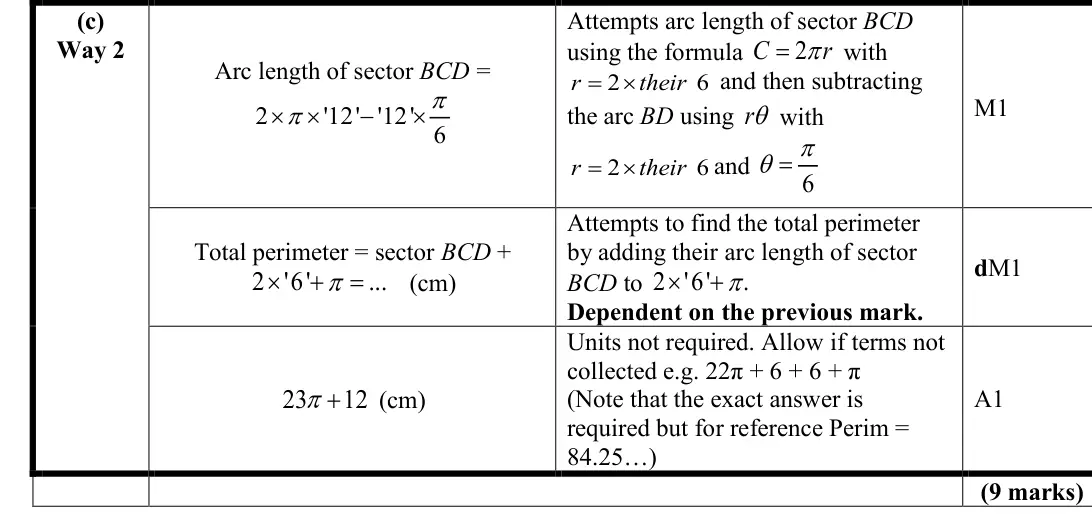 (c)
Way 2
Arc length of sector BCD =
2×π×'12'−'12'×π/6
Attempts arc length of sector BCD
using the formula C = 2πr with
r = 2×their 6 and then subtracting
the arc BD using rθ with
r = 2×their 6 and θ = π/6
M1
Total perimeter = sector BCD +
2×'6'+π = ... (cm)
Attempts to find the total perimeter
by adding their arc length of sector
BCD to 2×'6'+π.
Dependent on the previous mark.
dM1
23π+12 (cm)
Units not required. Allow if terms not
collected e.g. 22π + 6 + 6 + π
(Note that the exact answer is
required but for reference Perim =
84.25…)
A1
(9 marks)